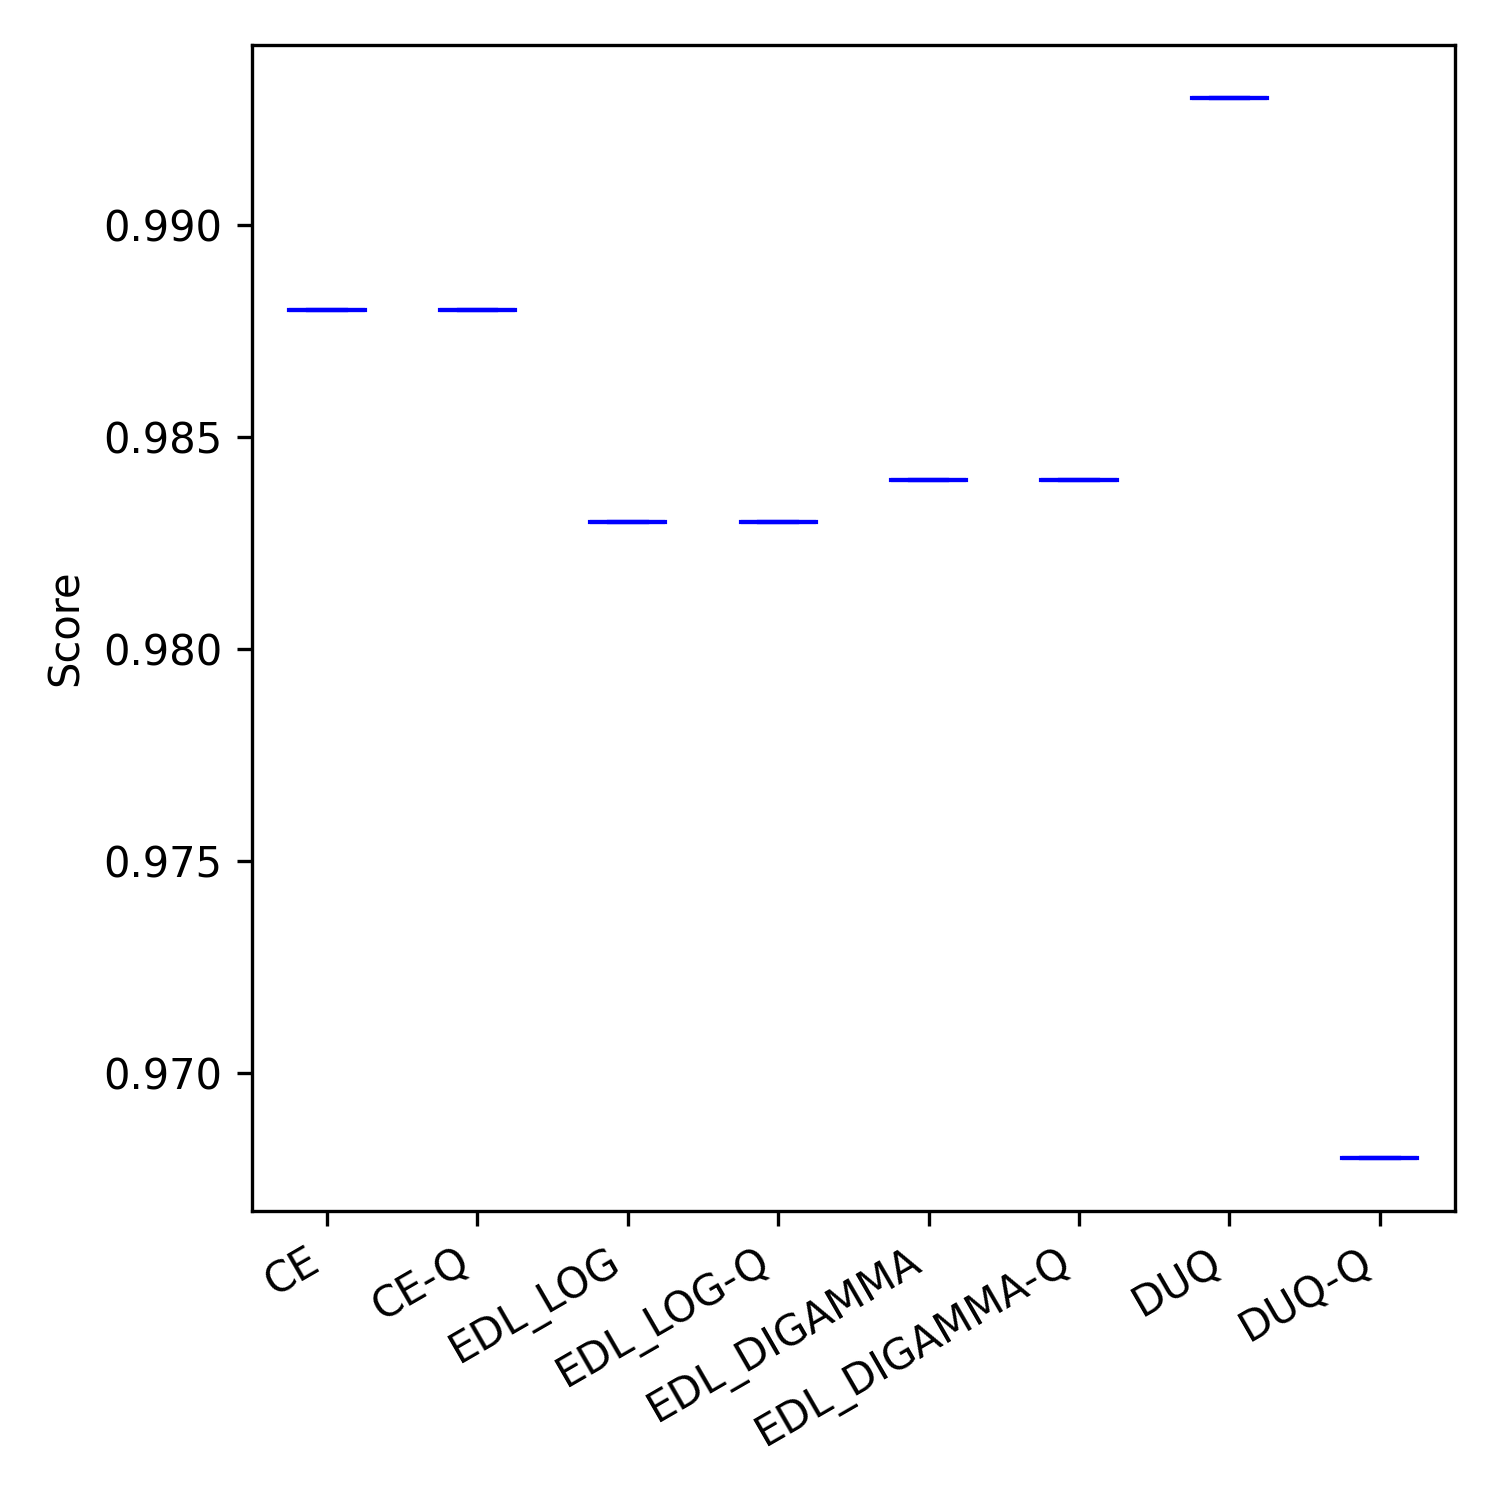 Score
0.990
0.985
0.980
0.975
0.970
CE
CE-Q
EDL_LOG
EDL_LOG-Q
EDL_DIGAMMA
EDL_DIGAMMA-Q
DUQ
DUQ-Q